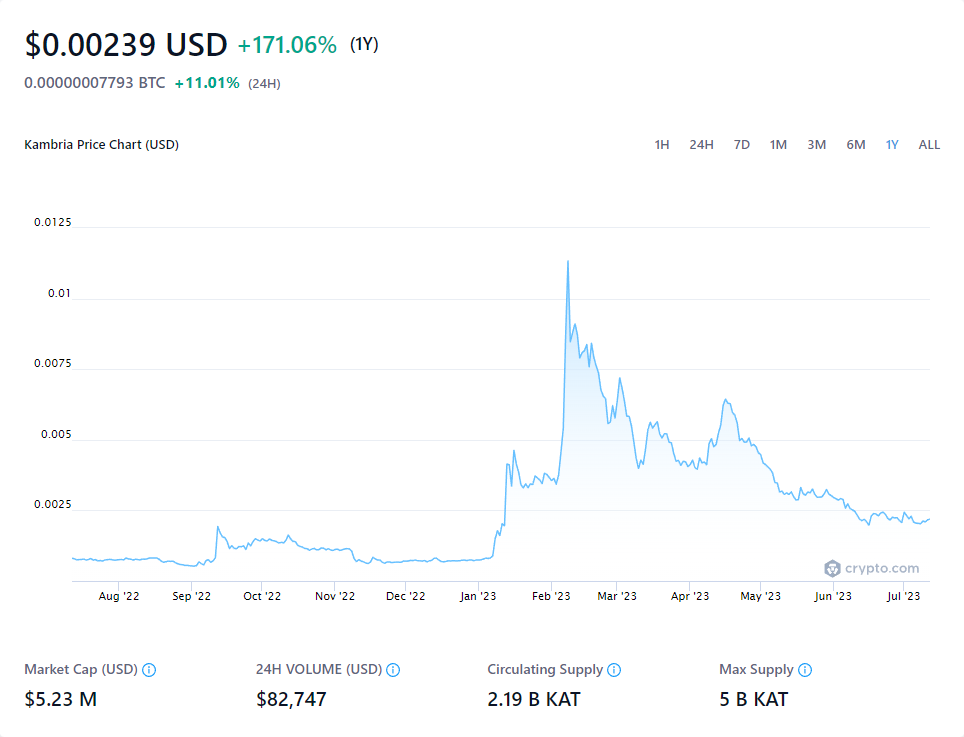 $0.00239 USD +171.06% (1Y)
0.00000007793 BTC +11.01% (24H)
Kambria Price Chart (USD) 1H 24H 7D 1M 3M 6M 1Y ALL
0.0125
0.01
0.0075
0.005
0.0025
crypto.com
Aug '22 Sep '22 Oct '22 Nov '22 Dec '22 Jan '23 Feb '23 Mar '23 Apr '23 May '23 Jun '23 Jul '23
Market Cap (USD) 24H VOLUME (USD) Circulating Supply Max Supply
$5.23 M $82,747 2.19 B KAT 5 B KAT